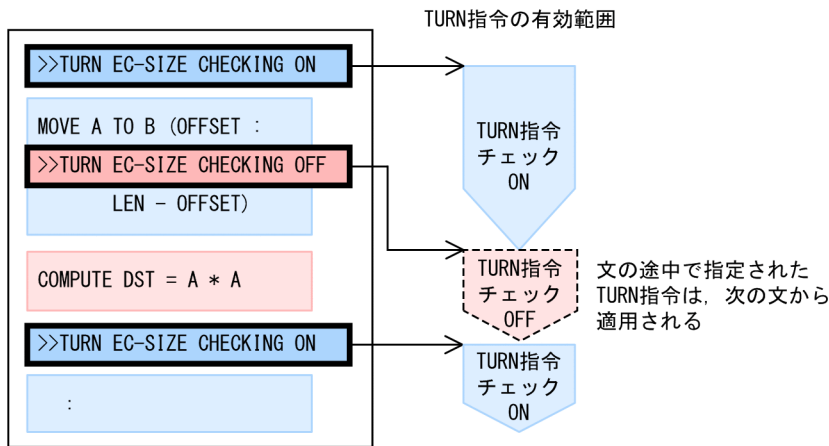 TURN指令の有効範囲
>>TURN EC-SIZE CHECKING ON
MOVE A TO B (OFFSET :
>>TURN EC-SIZE CHECKING OFF
LEN - OFFSET)
COMPUTE DST = A * A
>>TURN EC-SIZE CHECKING ON
:
TURN指令
チェック
ON
TURN指令
チェック
OFF
文の途中で指定された
TURN指令は，次の文から
適用される
TURN指令
チェック
ON